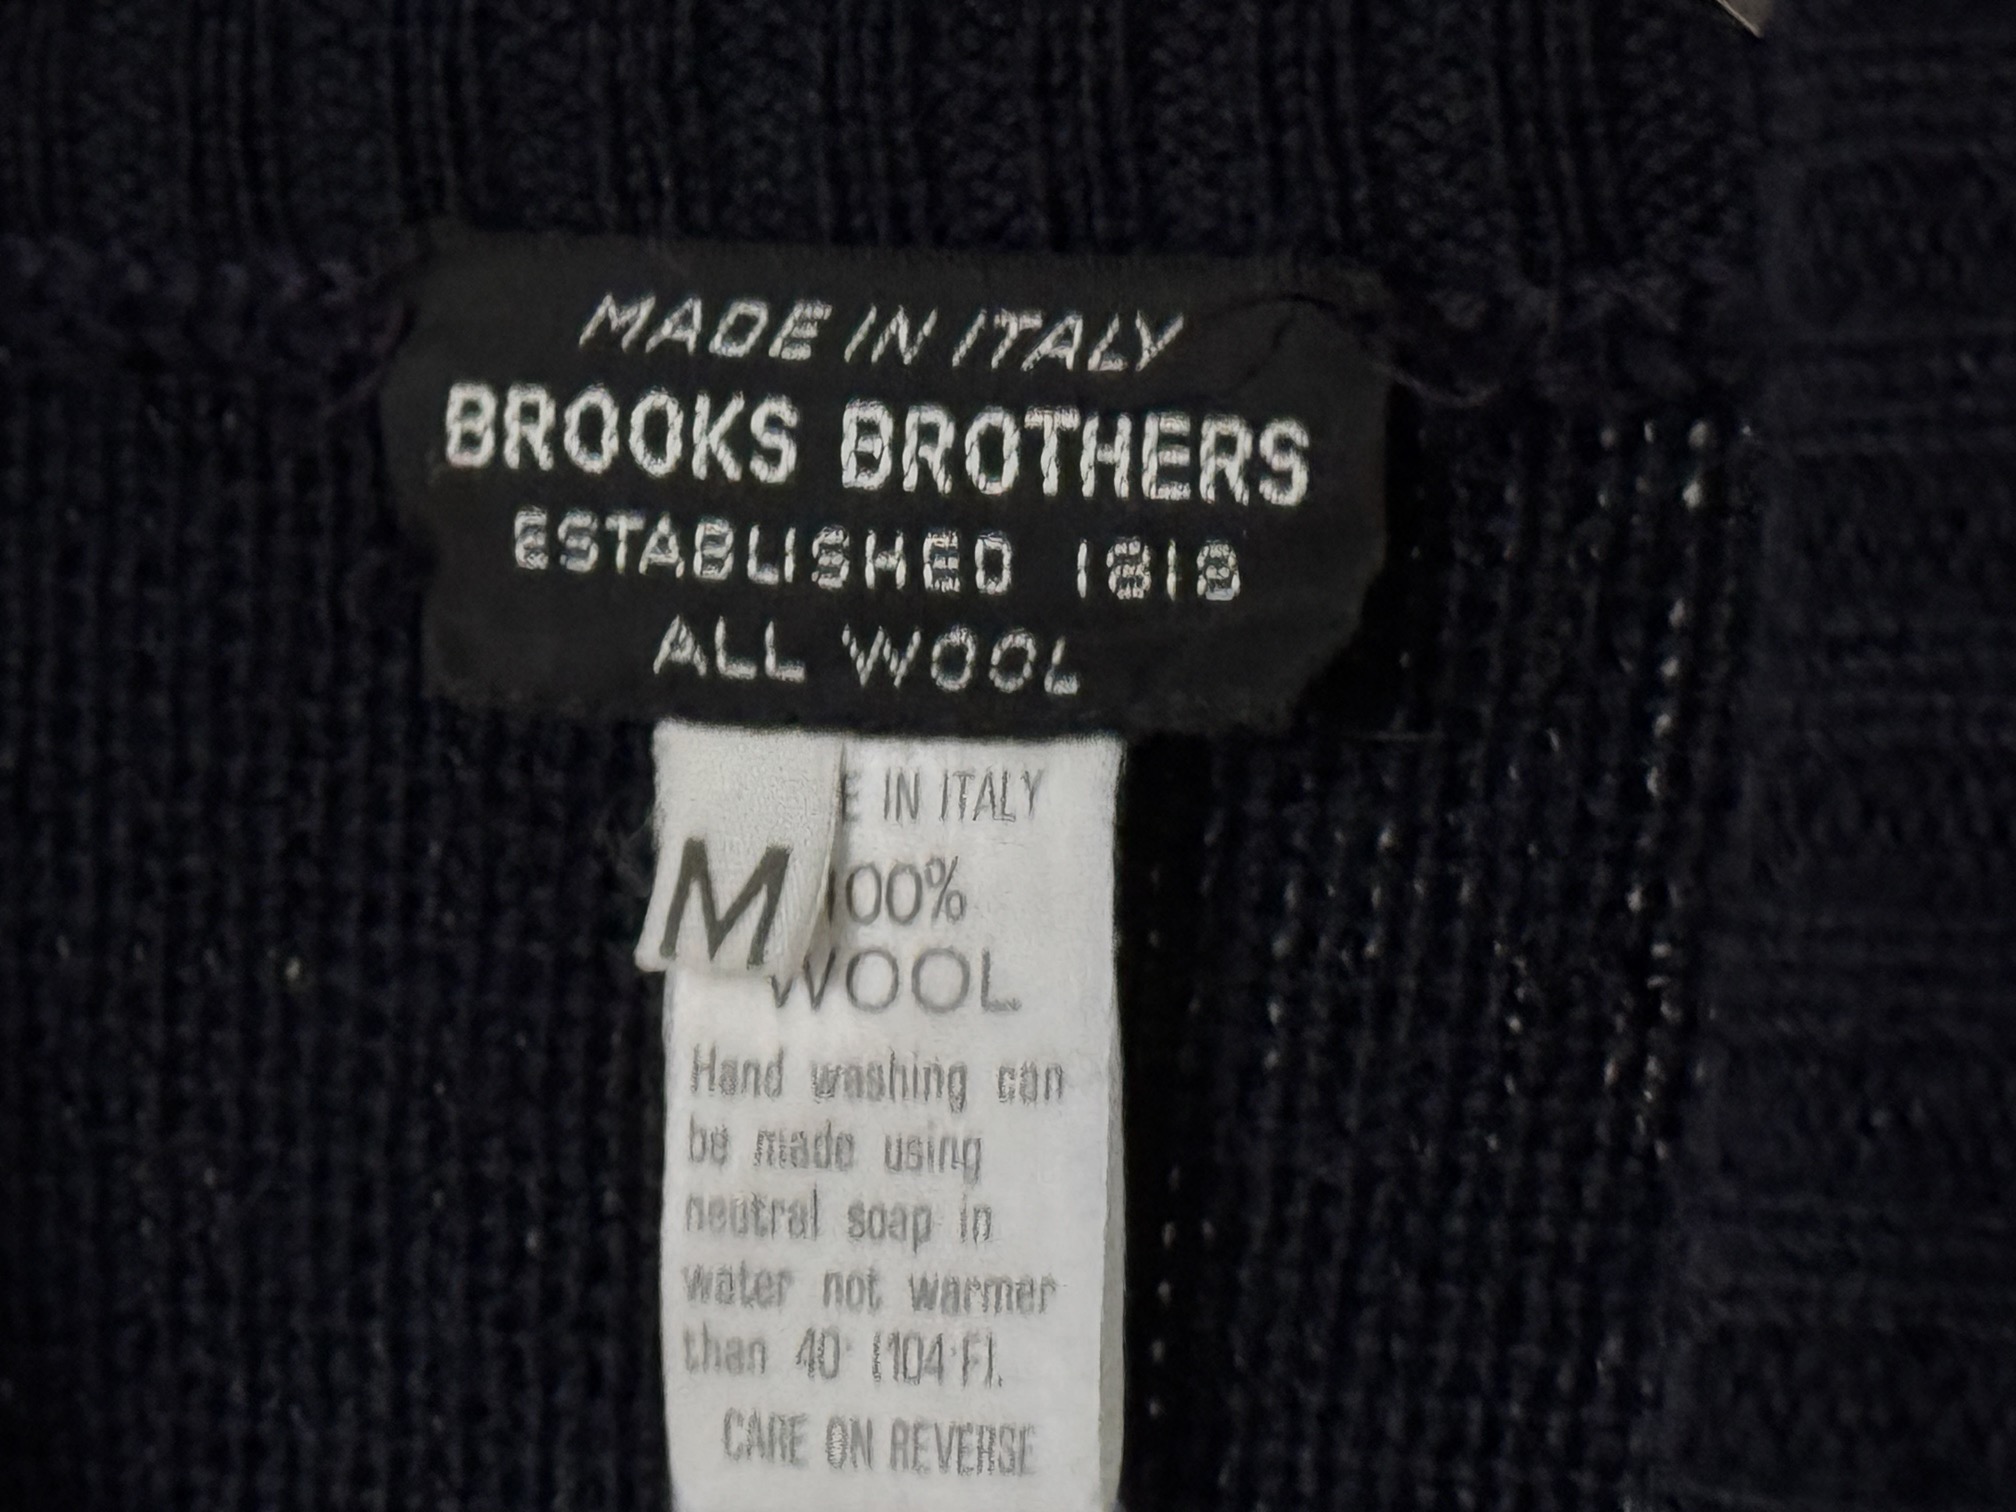 MADE IN ITALY
BROOKS BROTHERS
ESTABLISHED 1818
ALL WOOL
E IN ITALY
M
100%
WOOL
Hand washing can
be made using
neutral soap in
water not warmer
than 40° (104°F).
CARE ON REVERSE